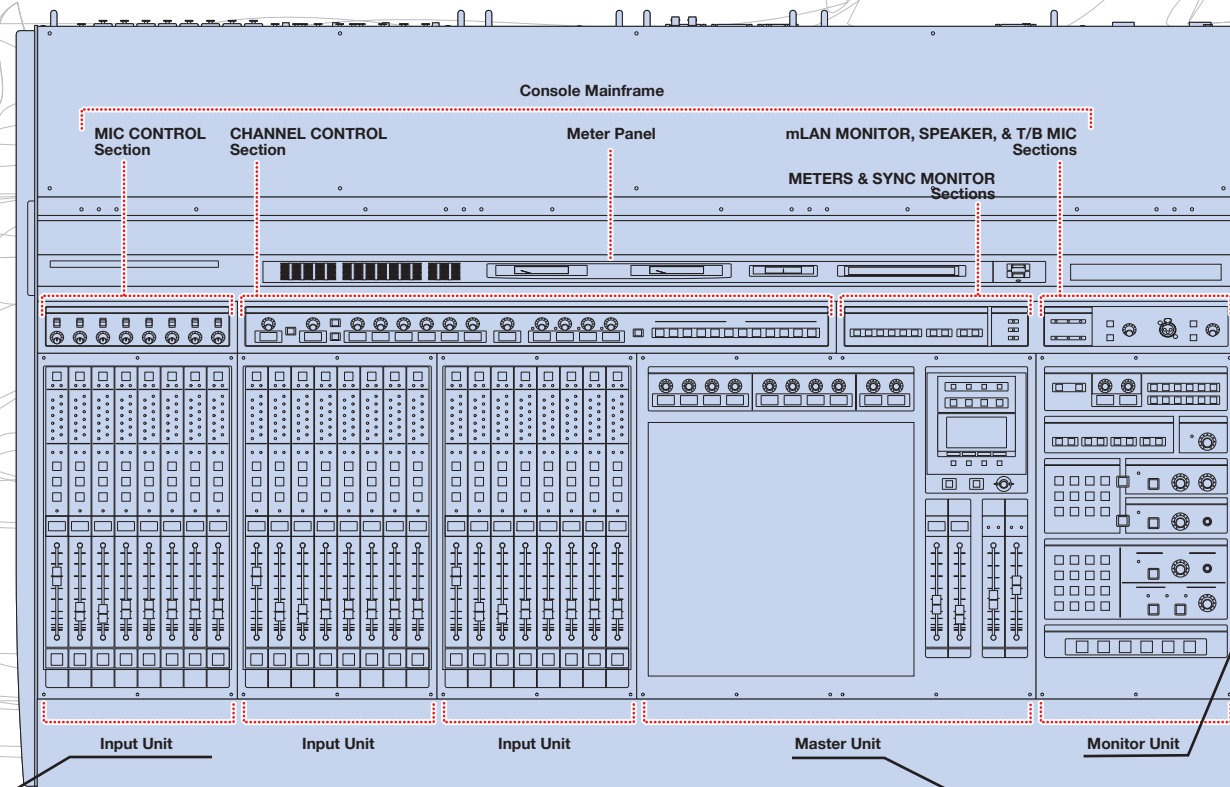 Console Mainframe
MIC CONTROL
Section
CHANNEL CONTROL
Section
Meter Panel
mLAN MONITOR, SPEAKER, & T/B MIC
Sections
METERS & SYNC MONITOR
Sections
Input Unit
Input Unit
Input Unit
Master Unit
Monitor Unit